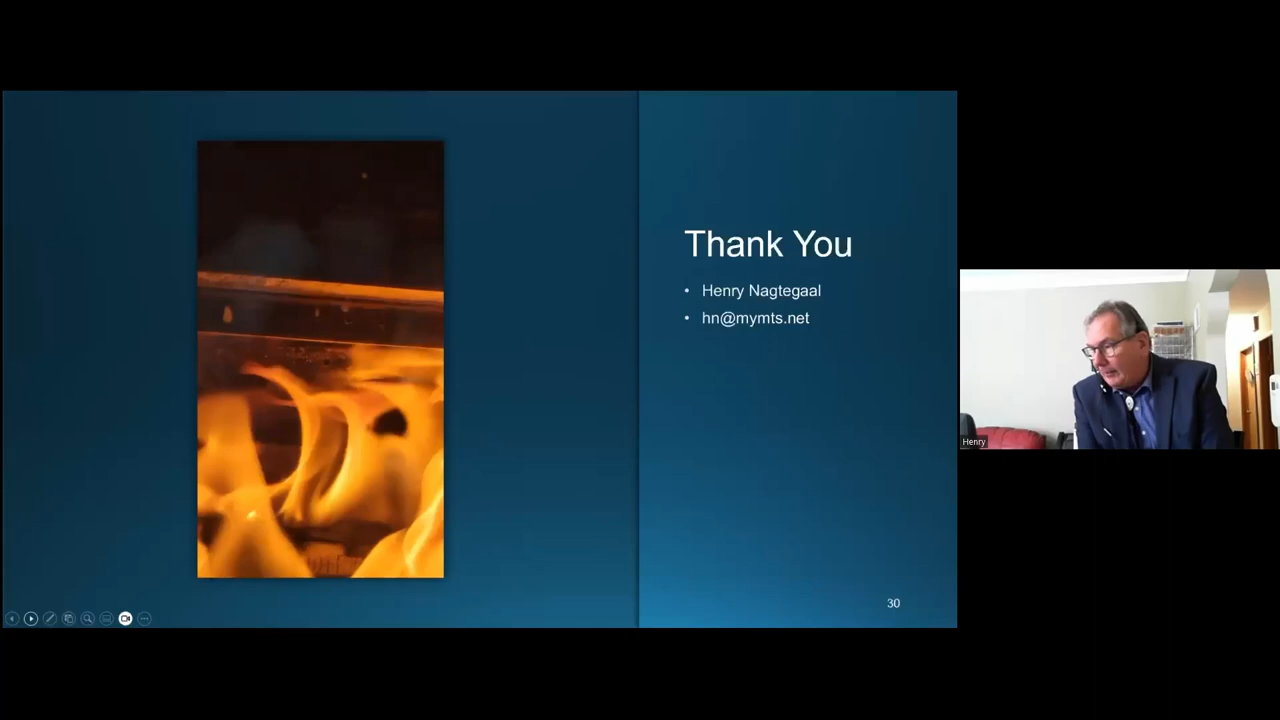 Thank You
• Henry Nagtegaal
• hn@mymts.net
30
Henry